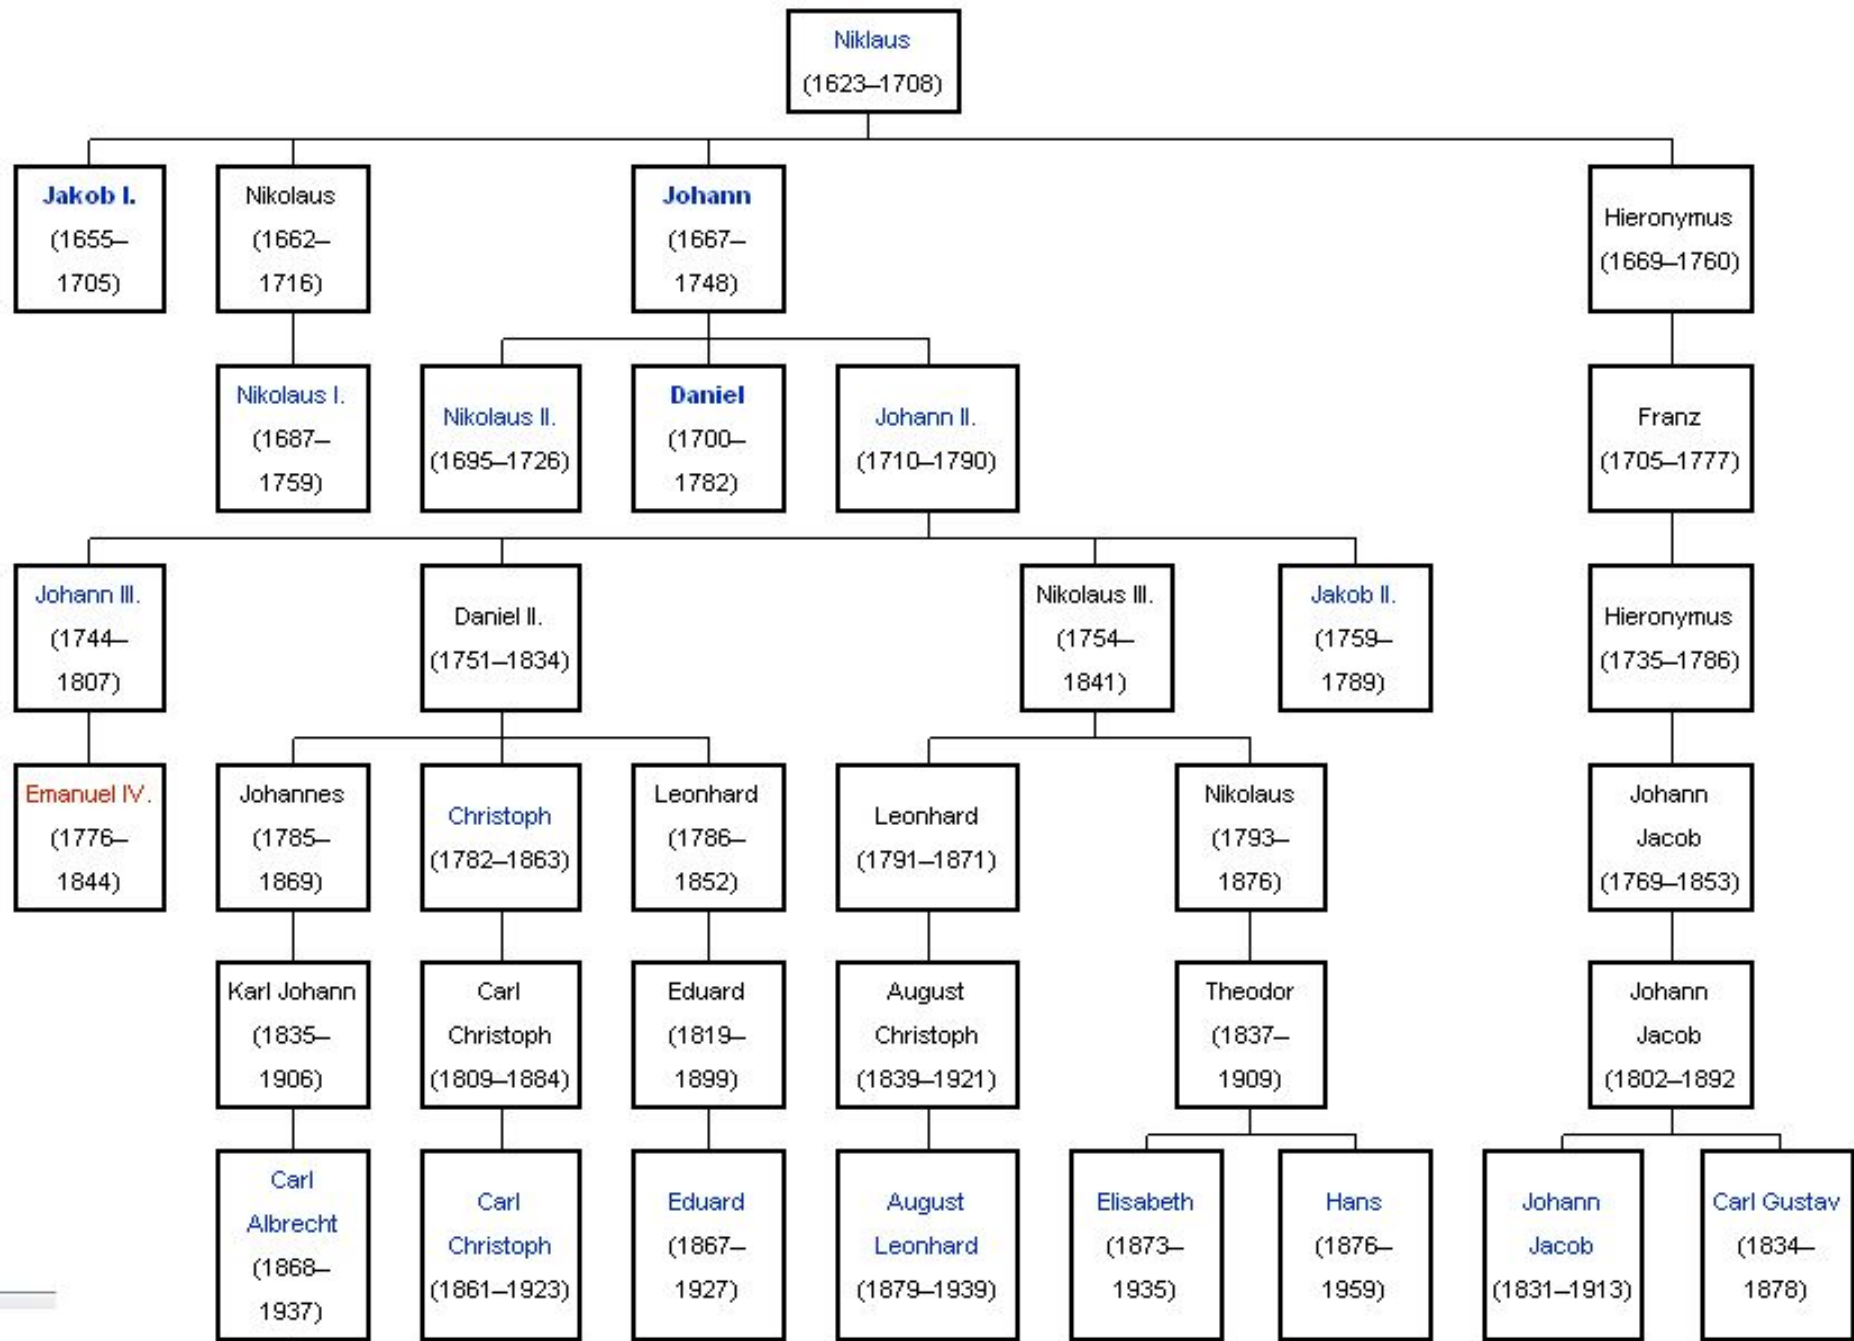 Niklaus
(1623–1708)
Jakob I.
(1655–
1705)
Nikolaus
(1662–
1716)
Johann
(1667–
1748)
Hieronymus
(1669–1760)
Nikolaus I.
(1687–
1759)
Nikolaus II.
(1695–1726)
Daniel
(1700–
1782)
Johann II.
(1710–1790)
Franz
(1705–1777)
Johann III.
(1744–
1807)
Daniel II.
(1751–1834)
Nikolaus III.
(1754–
1841)
Jakob II.
(1759–
1789)
Hieronymus
(1735–1786)
Emanuel IV.
(1776–
1844)
Johannes
(1785–
1869)
Christoph
(1782–1863)
Leonhard
(1786–
1852)
Leonhard
(1791–1871)
Nikolaus
(1793–
1876)
Johann
Jacob
(1769–1853)
Karl Johann
(1835–
1906)
Carl
Christoph
(1809–1884)
Eduard
(1819–
1899)
August
Christoph
(1839–1921)
Theodor
(1837–
1909)
Johann
Jacob
(1802–1892
Carl
Albrecht
(1868–
1937)
Carl
Christoph
(1861–1923)
Eduard
(1867–
1927)
August
Leonhard
(1879–1939)
Elisabeth
(1873–
1935)
Hans
(1876–
1959)
Johann
Jacob
(1831–1913)
Carl Gustav
(1834–
1878)